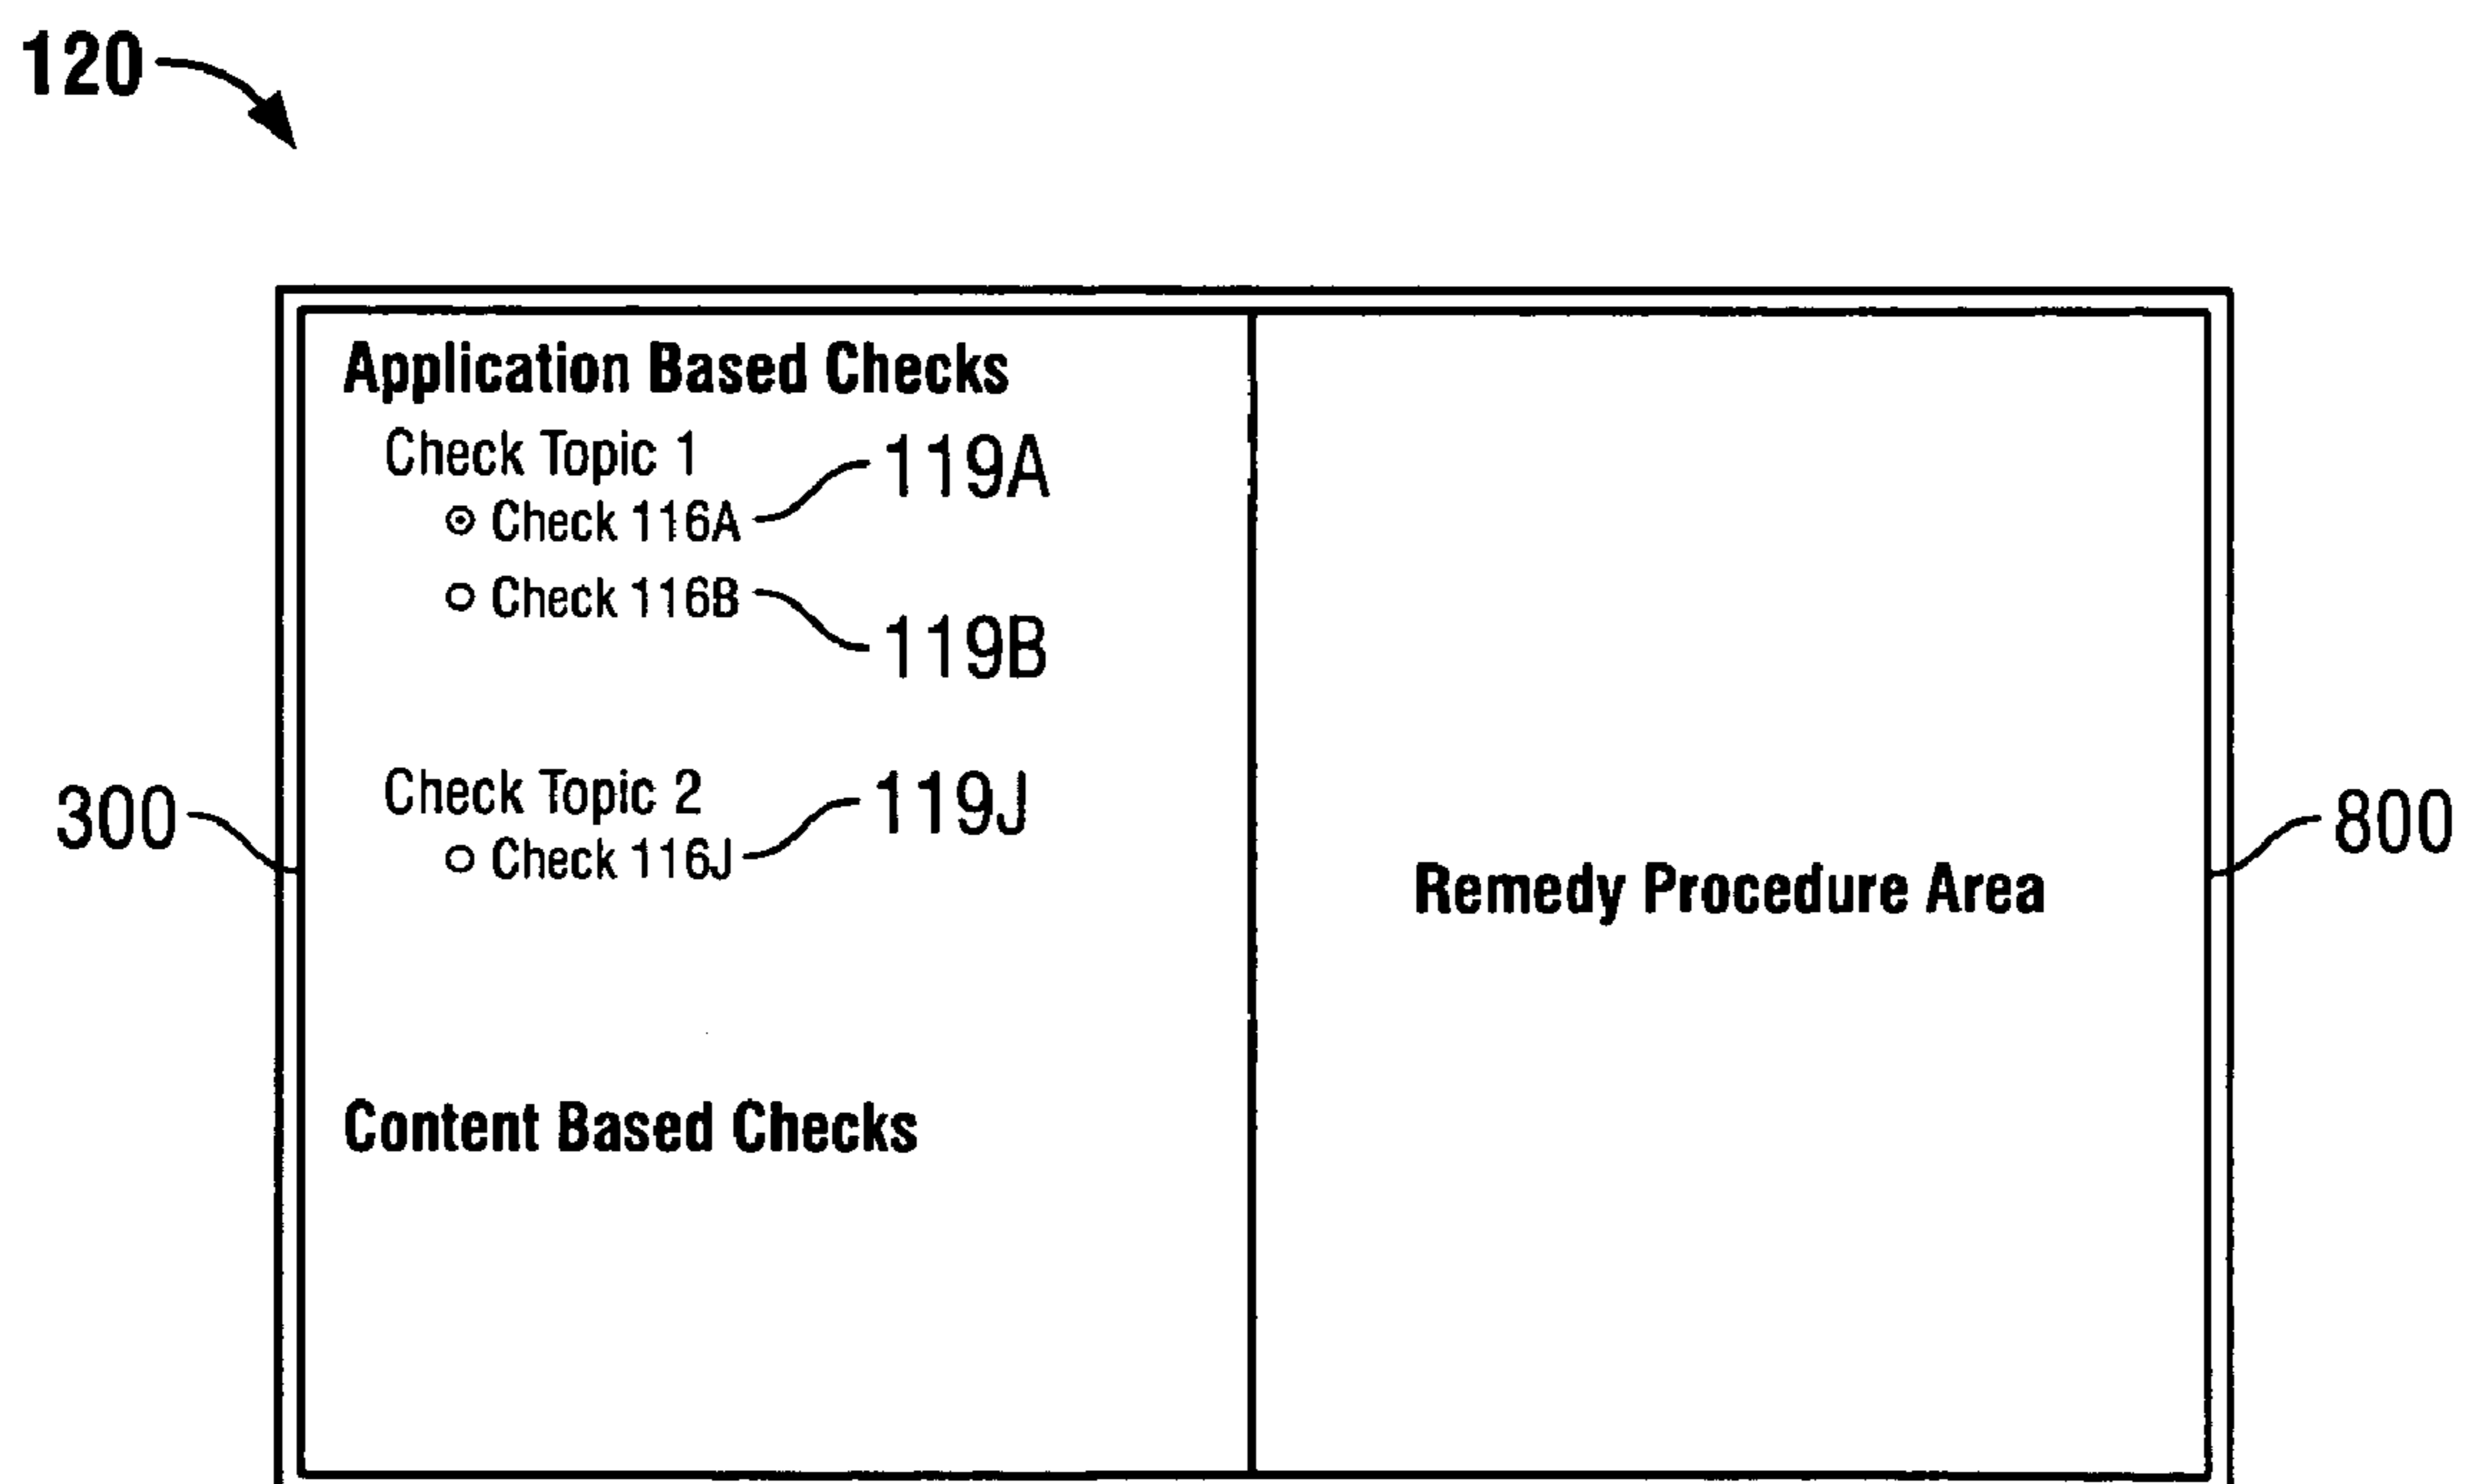 120
Application Based Checks
Check Topic 1
119A
Check 116A
Check 116B
119B
Check Topic 2
119J
300
800
Check 116J
Remedy Procedure Area
Content Based Checks